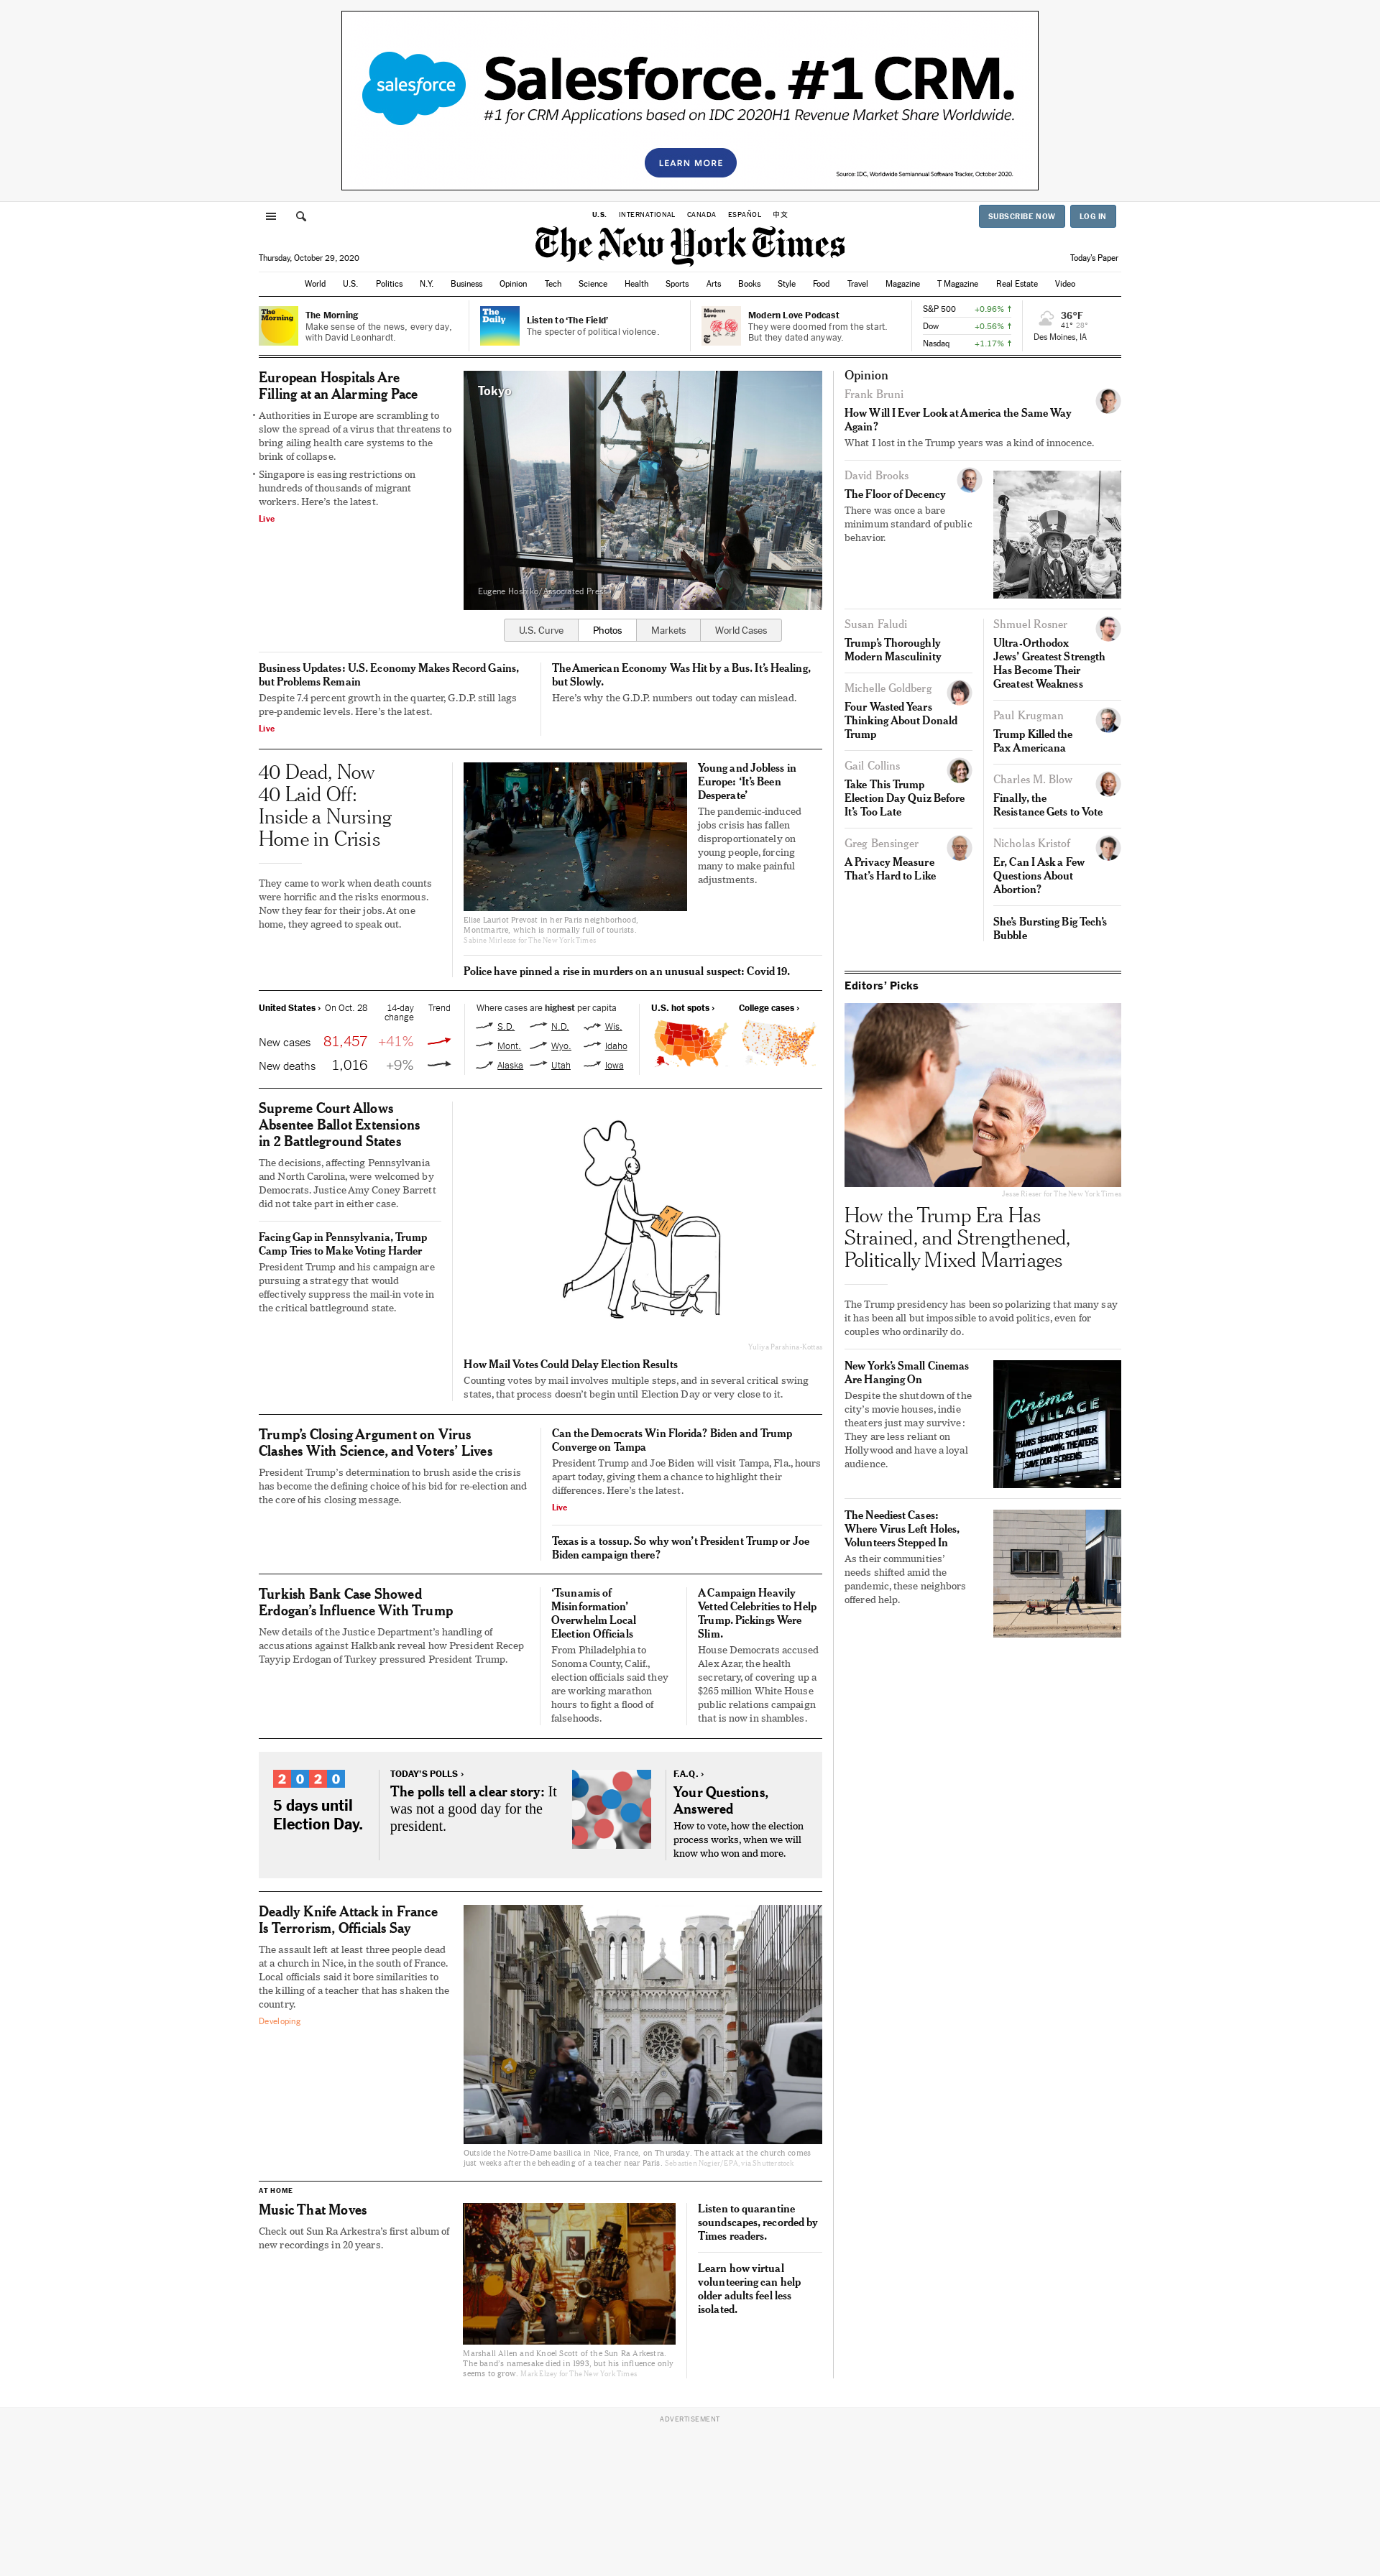 salesforce
Salesforce. #1 CRM.
#1 for CRM Applications based on IDC 2020H1 Revenue Market Share Worldwide.
LEARN MORE
Source: IDC, Worldwide Semiannual Software Tracker, October 2020.
U.S. INTERNATIONAL CANADA ESPAÑOL 中文
SUBSCRIBE NOW LOG IN
The New York Times
Thursday, October 29, 2020
Today's Paper
World U.S. Politics N.Y. Business Opinion Tech Science Health Sports Arts Books Style Food Travel Magazine T Magazine Real Estate Video
The
Morning
The Morning
Make sense of the news, every day,
with David Leonhardt.
The
Daily
Listen to ‘The Field’
The specter of political violence.
Modern
Love
Modern Love Podcast
They were doomed from the start.
But they dated anyway.
S&P 500 +0.96% ↑
Dow +0.56% ↑
Nasdaq +1.17% ↑
36°F
41° 28°
Des Moines, IA
European Hospitals Are
Filling at an Alarming Pace
· Authorities in Europe are scrambling to
slow the spread of a virus that threatens to
bring ailing health care systems to the
brink of collapse.
· Singapore is easing restrictions on
hundreds of thousands of migrant
workers. Here’s the latest.
Live
Tokyo
Eugene Hoshiko/Associated Press
U.S. Curve Photos Markets World Cases
Business Updates: U.S. Economy Makes Record Gains,
but Problems Remain
Despite 7.4 percent growth in the quarter, G.D.P. still lags
pre-pandemic levels. Here’s the latest.
Live
The American Economy Was Hit by a Bus. It’s Healing,
but Slowly.
Here’s why the G.D.P. numbers out today can mislead.
40 Dead, Now
40 Laid Off:
Inside a Nursing
Home in Crisis
They came to work when death counts
were horrific and the risks enormous.
Now they fear for their jobs. At one
home, they agreed to speak out.
Elise Lauriot Prevost in her Paris neighborhood,
Montmartre, which is normally full of tourists.
Sabine Mirlesse for The New York Times
Young and Jobless in
Europe: ‘It’s Been
Desperate’
The pandemic-induced
jobs crisis has fallen
disproportionately on
young people, forcing
many to make painful
adjustments.
Police have pinned a rise in murders on an unusual suspect: Covid 19.
United States › On Oct. 28 14-day
change Trend
New cases 81,457 +41%
New deaths 1,016 +9%
Where cases are highest per capita
S.D. N.D. Wis.
Mont. Wyo. Idaho
Alaska Utah Iowa
U.S. hot spots ›
College cases ›
Supreme Court Allows
Absentee Ballot Extensions
in 2 Battleground States
The decisions, affecting Pennsylvania
and North Carolina, were welcomed by
Democrats. Justice Amy Coney Barrett
did not take part in either case.
Facing Gap in Pennsylvania, Trump
Camp Tries to Make Voting Harder
President Trump and his campaign are
pursuing a strategy that would
effectively suppress the mail-in vote in
the critical battleground state.
Yuliya Parshina-Kottas
How Mail Votes Could Delay Election Results
Counting votes by mail involves multiple steps, and in several critical swing
states, that process doesn’t begin until Election Day or very close to it.
Trump’s Closing Argument on Virus
Clashes With Science, and Voters’ Lives
President Trump’s determination to brush aside the crisis
has become the defining choice of his bid for re-election and
the core of his closing message.
Can the Democrats Win Florida? Biden and Trump
Converge on Tampa
President Trump and Joe Biden will visit Tampa, Fla., hours
apart today, giving them a chance to highlight their
differences. Here’s the latest.
Live
Texas is a tossup. So why won’t President Trump or Joe
Biden campaign there?
Turkish Bank Case Showed
Erdogan’s Influence With Trump
New details of the Justice Department’s handling of
accusations against Halkbank reveal how President Recep
Tayyip Erdogan of Turkey pressured President Trump.
‘Tsunamis of
Misinformation’
Overwhelm Local
Election Officials
From Philadelphia to
Sonoma County, Calif.,
election officials said they
are working marathon
hours to fight a flood of
falsehoods.
A Campaign Heavily
Vetted Celebrities to Help
Trump. Pickings Were
Slim.
House Democrats accused
Alex Azar, the health
secretary, of covering up a
$265 million White House
public relations campaign
that is now in shambles.
2020
5 days until
Election Day.
TODAY’S POLLS ›
The polls tell a clear story: It
was not a good day for the
president.
F.A.Q. ›
Your Questions,
Answered
How to vote, how the election
process works, when we will
know who won and more.
Deadly Knife Attack in France
Is Terrorism, Officials Say
The assault left at least three people dead
at a church in Nice, in the south of France.
Local officials said it bore similarities to
the killing of a teacher that has shaken the
country.
Developing
Outside the Notre-Dame basilica in Nice, France, on Thursday. The attack at the church comes
just weeks after the beheading of a teacher near Paris. Sebastien Nogier/EPA, via Shutterstock
AT HOME
Music That Moves
Check out Sun Ra Arkestra’s first album of
new recordings in 20 years.
Marshall Allen and Knoel Scott of the Sun Ra Arkestra.
The band’s namesake died in 1993, but his influence only
seems to grow. Mark Elzey for The New York Times
Listen to quarantine
soundscapes, recorded by
Times readers.
Learn how virtual
volunteering can help
older adults feel less
isolated.
Opinion
Frank Bruni
How Will I Ever Look at America the Same Way
Again?
What I lost in the Trump years was a kind of innocence.
David Brooks
The Floor of Decency
There was once a bare
minimum standard of public
behavior.
Susan Faludi
Trump’s Thoroughly
Modern Masculinity
Michelle Goldberg
Four Wasted Years
Thinking About Donald
Trump
Gail Collins
Take This Trump
Election Day Quiz Before
It’s Too Late
Greg Bensinger
A Privacy Measure
That’s Hard to Like
Shmuel Rosner
Ultra-Orthodox
Jews’ Greatest Strength
Has Become Their
Greatest Weakness
Paul Krugman
Trump Killed the
Pax Americana
Charles M. Blow
Finally, the
Resistance Gets to Vote
Nicholas Kristof
Er, Can I Ask a Few
Questions About
Abortion?
She’s Bursting Big Tech’s
Bubble
Editors’ Picks
Jesse Rieser for The New York Times
How the Trump Era Has
Strained, and Strengthened,
Politically Mixed Marriages
The Trump presidency has been so polarizing that many say
it has been all but impossible to avoid politics, even for
couples who ordinarily do.
New York’s Small Cinemas
Are Hanging On
Despite the shutdown of the
city’s movie houses, indie
theaters just may survive:
They are less reliant on
Hollywood and have a loyal
audience.
Cinema
VILLAGE
THANKS SENATOR SCHUMER
FOR CHAMPIONING THEATERS
SAVE OUR SCREENS
The Neediest Cases:
Where Virus Left Holes,
Volunteers Stepped In
As their communities’
needs shifted amid the
pandemic, these neighbors
offered help.
ADVERTISEMENT